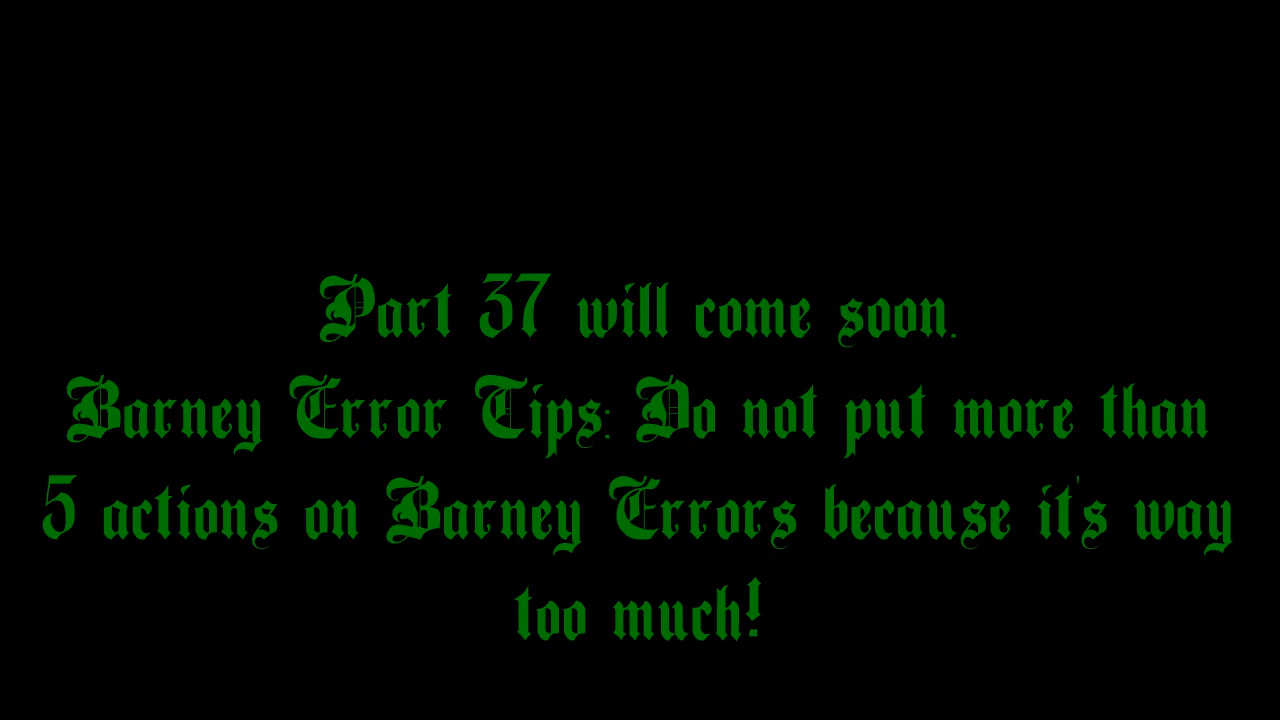 Part 37 will come soon.
Barney Error Tips: Do not put more than
5 actions on Barney Errors because it's way
too much!